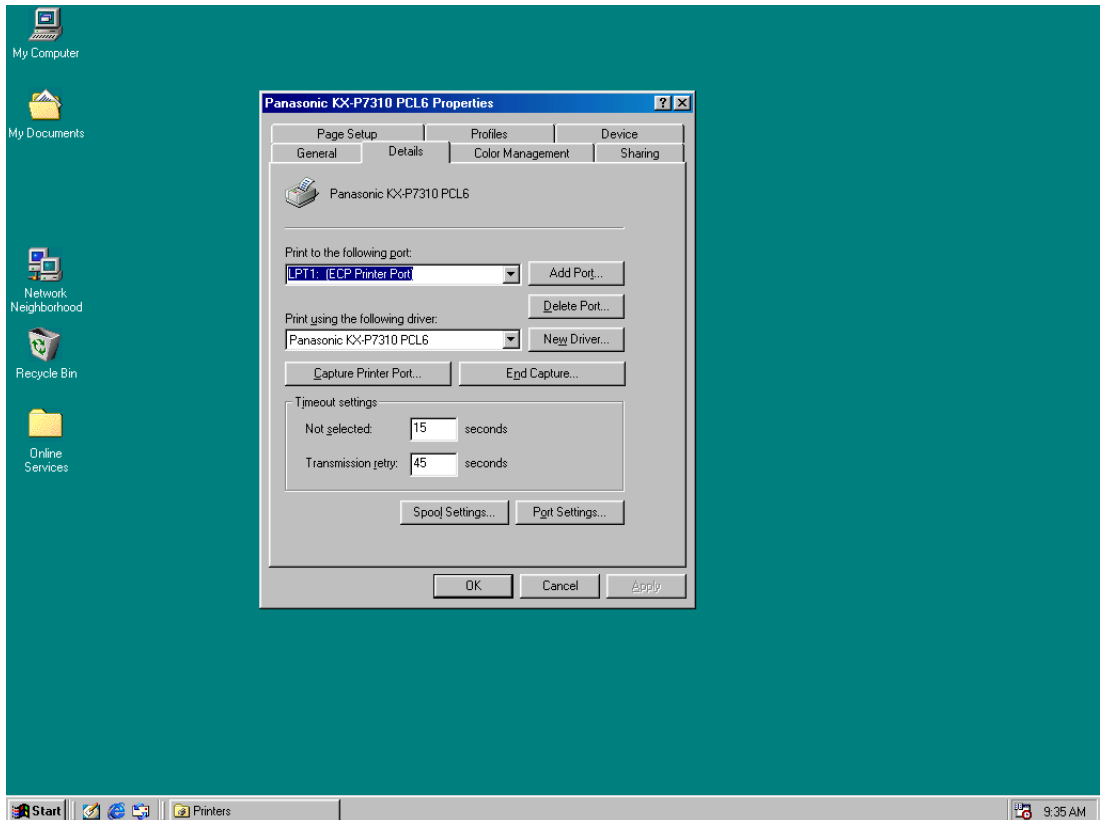 My Computer
My Documents
Network
Neighborhood
Recycle Bin
Online
Services
Panasonic KX-P7310 PCL6 Properties
Page Setup
Profiles
Device
General
Details
Color Management
Sharing
Panasonic KX-P7310 PCL6
Print to the following port:
LPT1: (ECP Printer Port)
Add Port...
Delete Port...
Print using the following driver:
Panasonic KX-P7310 PCL6
New Driver...
Capture Printer Port...
End Capture...
Timeout settings
Not selected: 15 seconds
Transmission retry: 45 seconds
Spool Settings...
Port Settings...
OK
Cancel
Apply
Start
Printers
9:35 AM